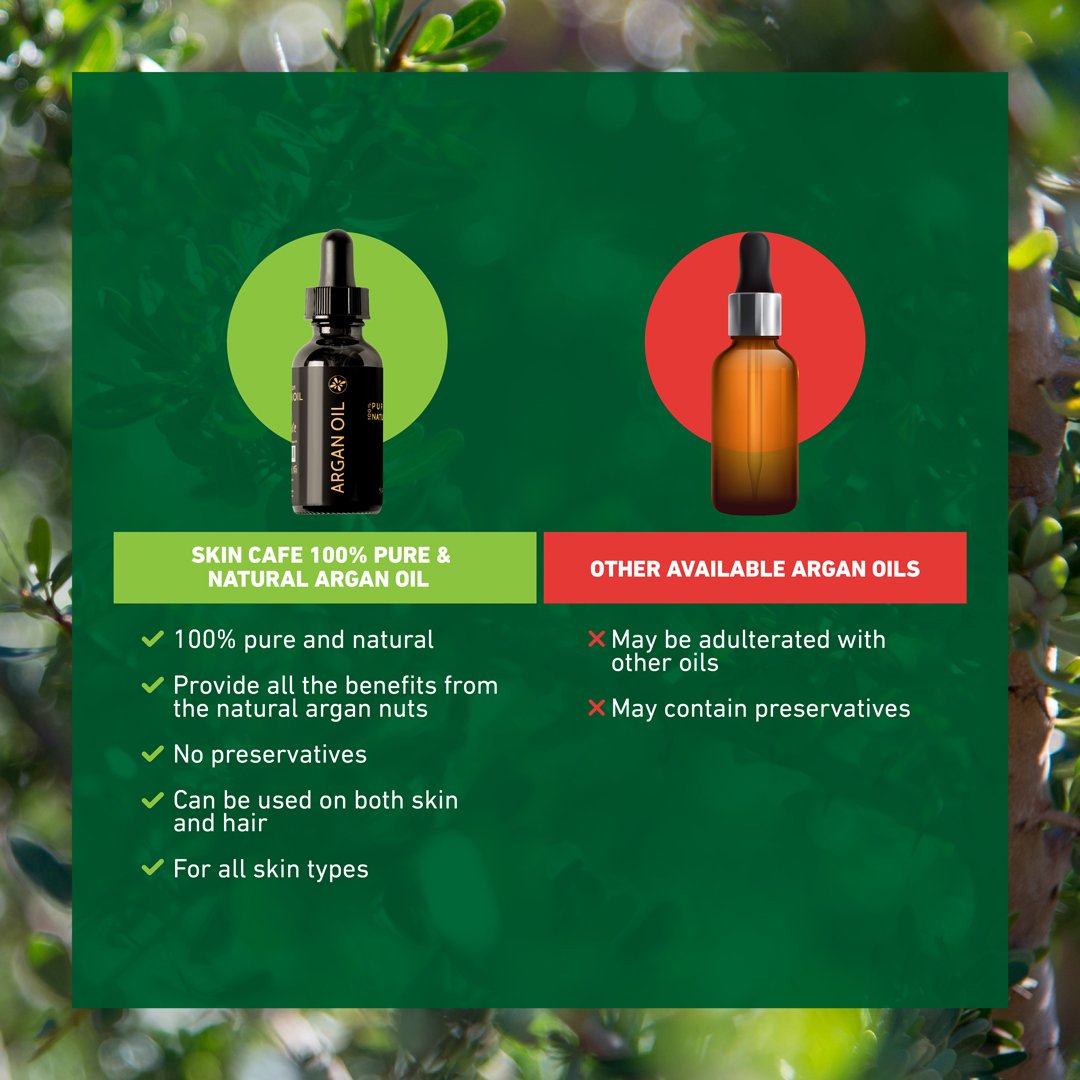 ARGAN OIL
SKIN CAFE 100% PURE &
NATURAL ARGAN OIL
OTHER AVAILABLE ARGAN OILS
100% pure and natural
Provide all the benefits from
the natural argan nuts
No preservatives
Can be used on both skin
and hair
For all skin types
May be adulterated with
other oils
May contain preservatives